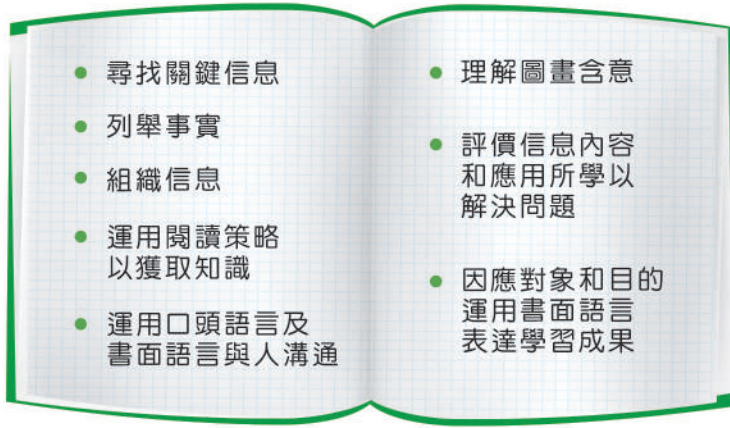 尋找關鍵信息
列舉事實
組織信息
運用閱讀策略
以獲取知識
運用口頭語言及
書面語言與人溝通
理解圖畫含意
評價信息內容
和應用所學以
解決問題
因應對象和目的
運用書面語言
表達學習成果